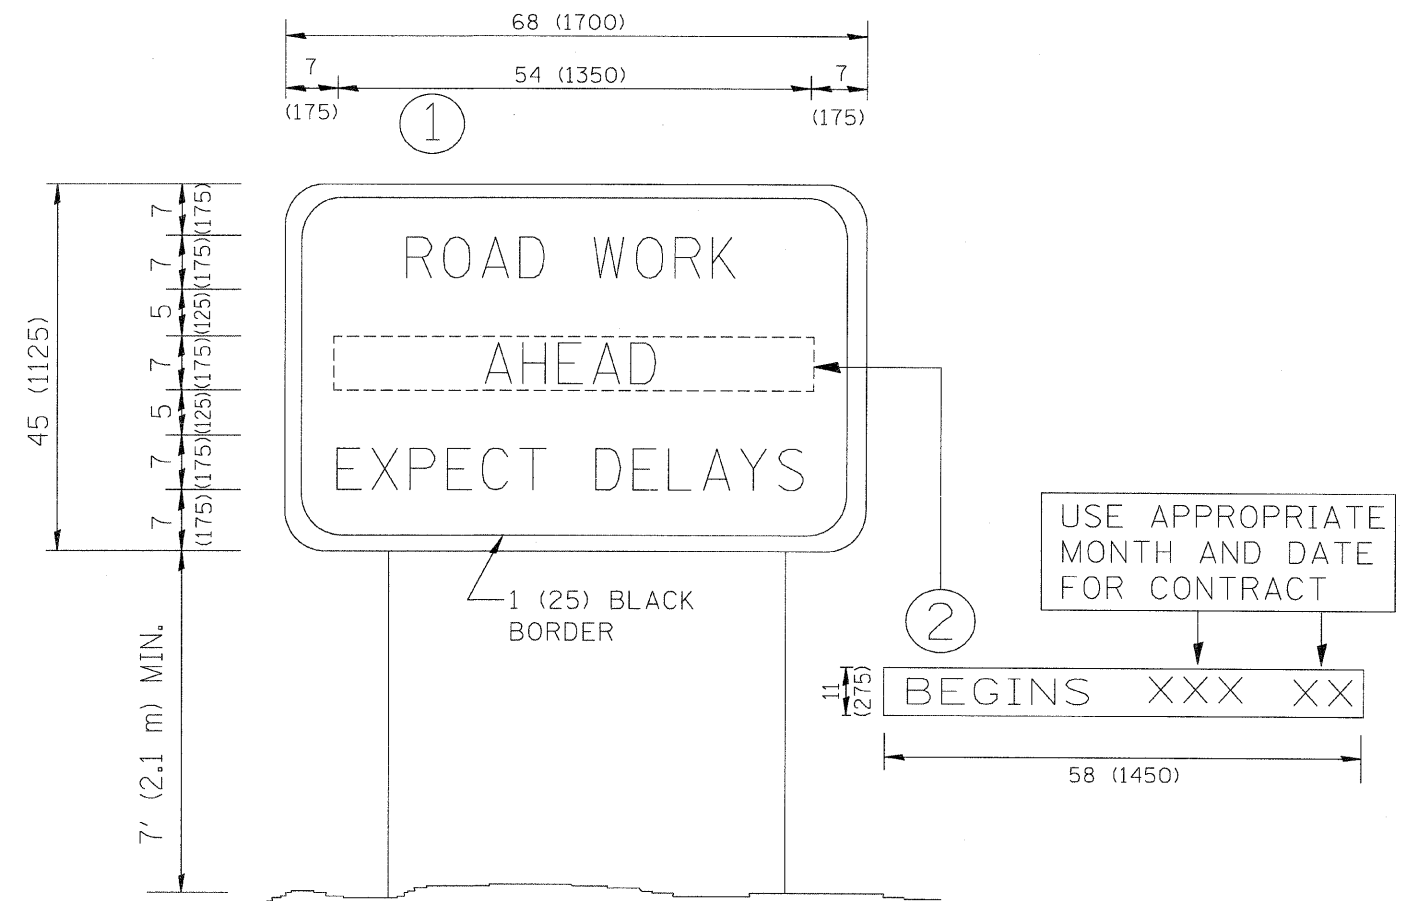 68 (1700)
7
54 (1350)
7
(175)
(175)
1
45 (1125)
7 (175)
7 (175)
5 (125)
7 (175)
5 (125)
7 (175)
7 (175)
ROAD WORK
AHEAD
EXPECT DELAYS
1 (25) BLACK
BORDER
7' (2.1 m) MIN.
2
USE APPROPRIATE
MONTH AND DATE
FOR CONTRACT
11
(275)
BEGINS XXX XX
58 (1450)